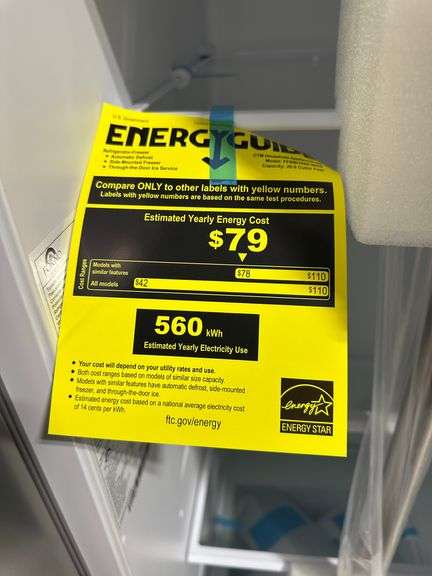 U.S. Government
ENERGYGUIDE
Refrigerator-Freezer
• Automatic Defrost
• Side-Mounted Freezer
• Through-the-Door Ice Service
Capacity:
Compare ONLY to other labels with yellow numbers.
Labels with yellow numbers are based on the same test procedures.
Estimated Yearly Energy Cost
$79
Cost Ranges
Models with
similar features
$78
$110
All models
$42
$110
560 kWh
Estimated Yearly Electricity Use
• Your cost will depend on your utility rates and use.
• Both cost ranges based on models of similar size capacity.
• Models with similar features have automatic defrost, side-mounted
freezer, and through-the-door ice.
• Estimated energy cost based on a national average electricity cost
of 14 cents per kWh.
ftc.gov/energy
energy
ENERGY STAR